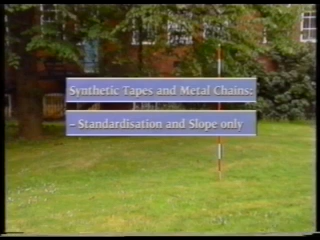 Synthetic Tapes and Metal Chains:
– Standardisation and Slope only